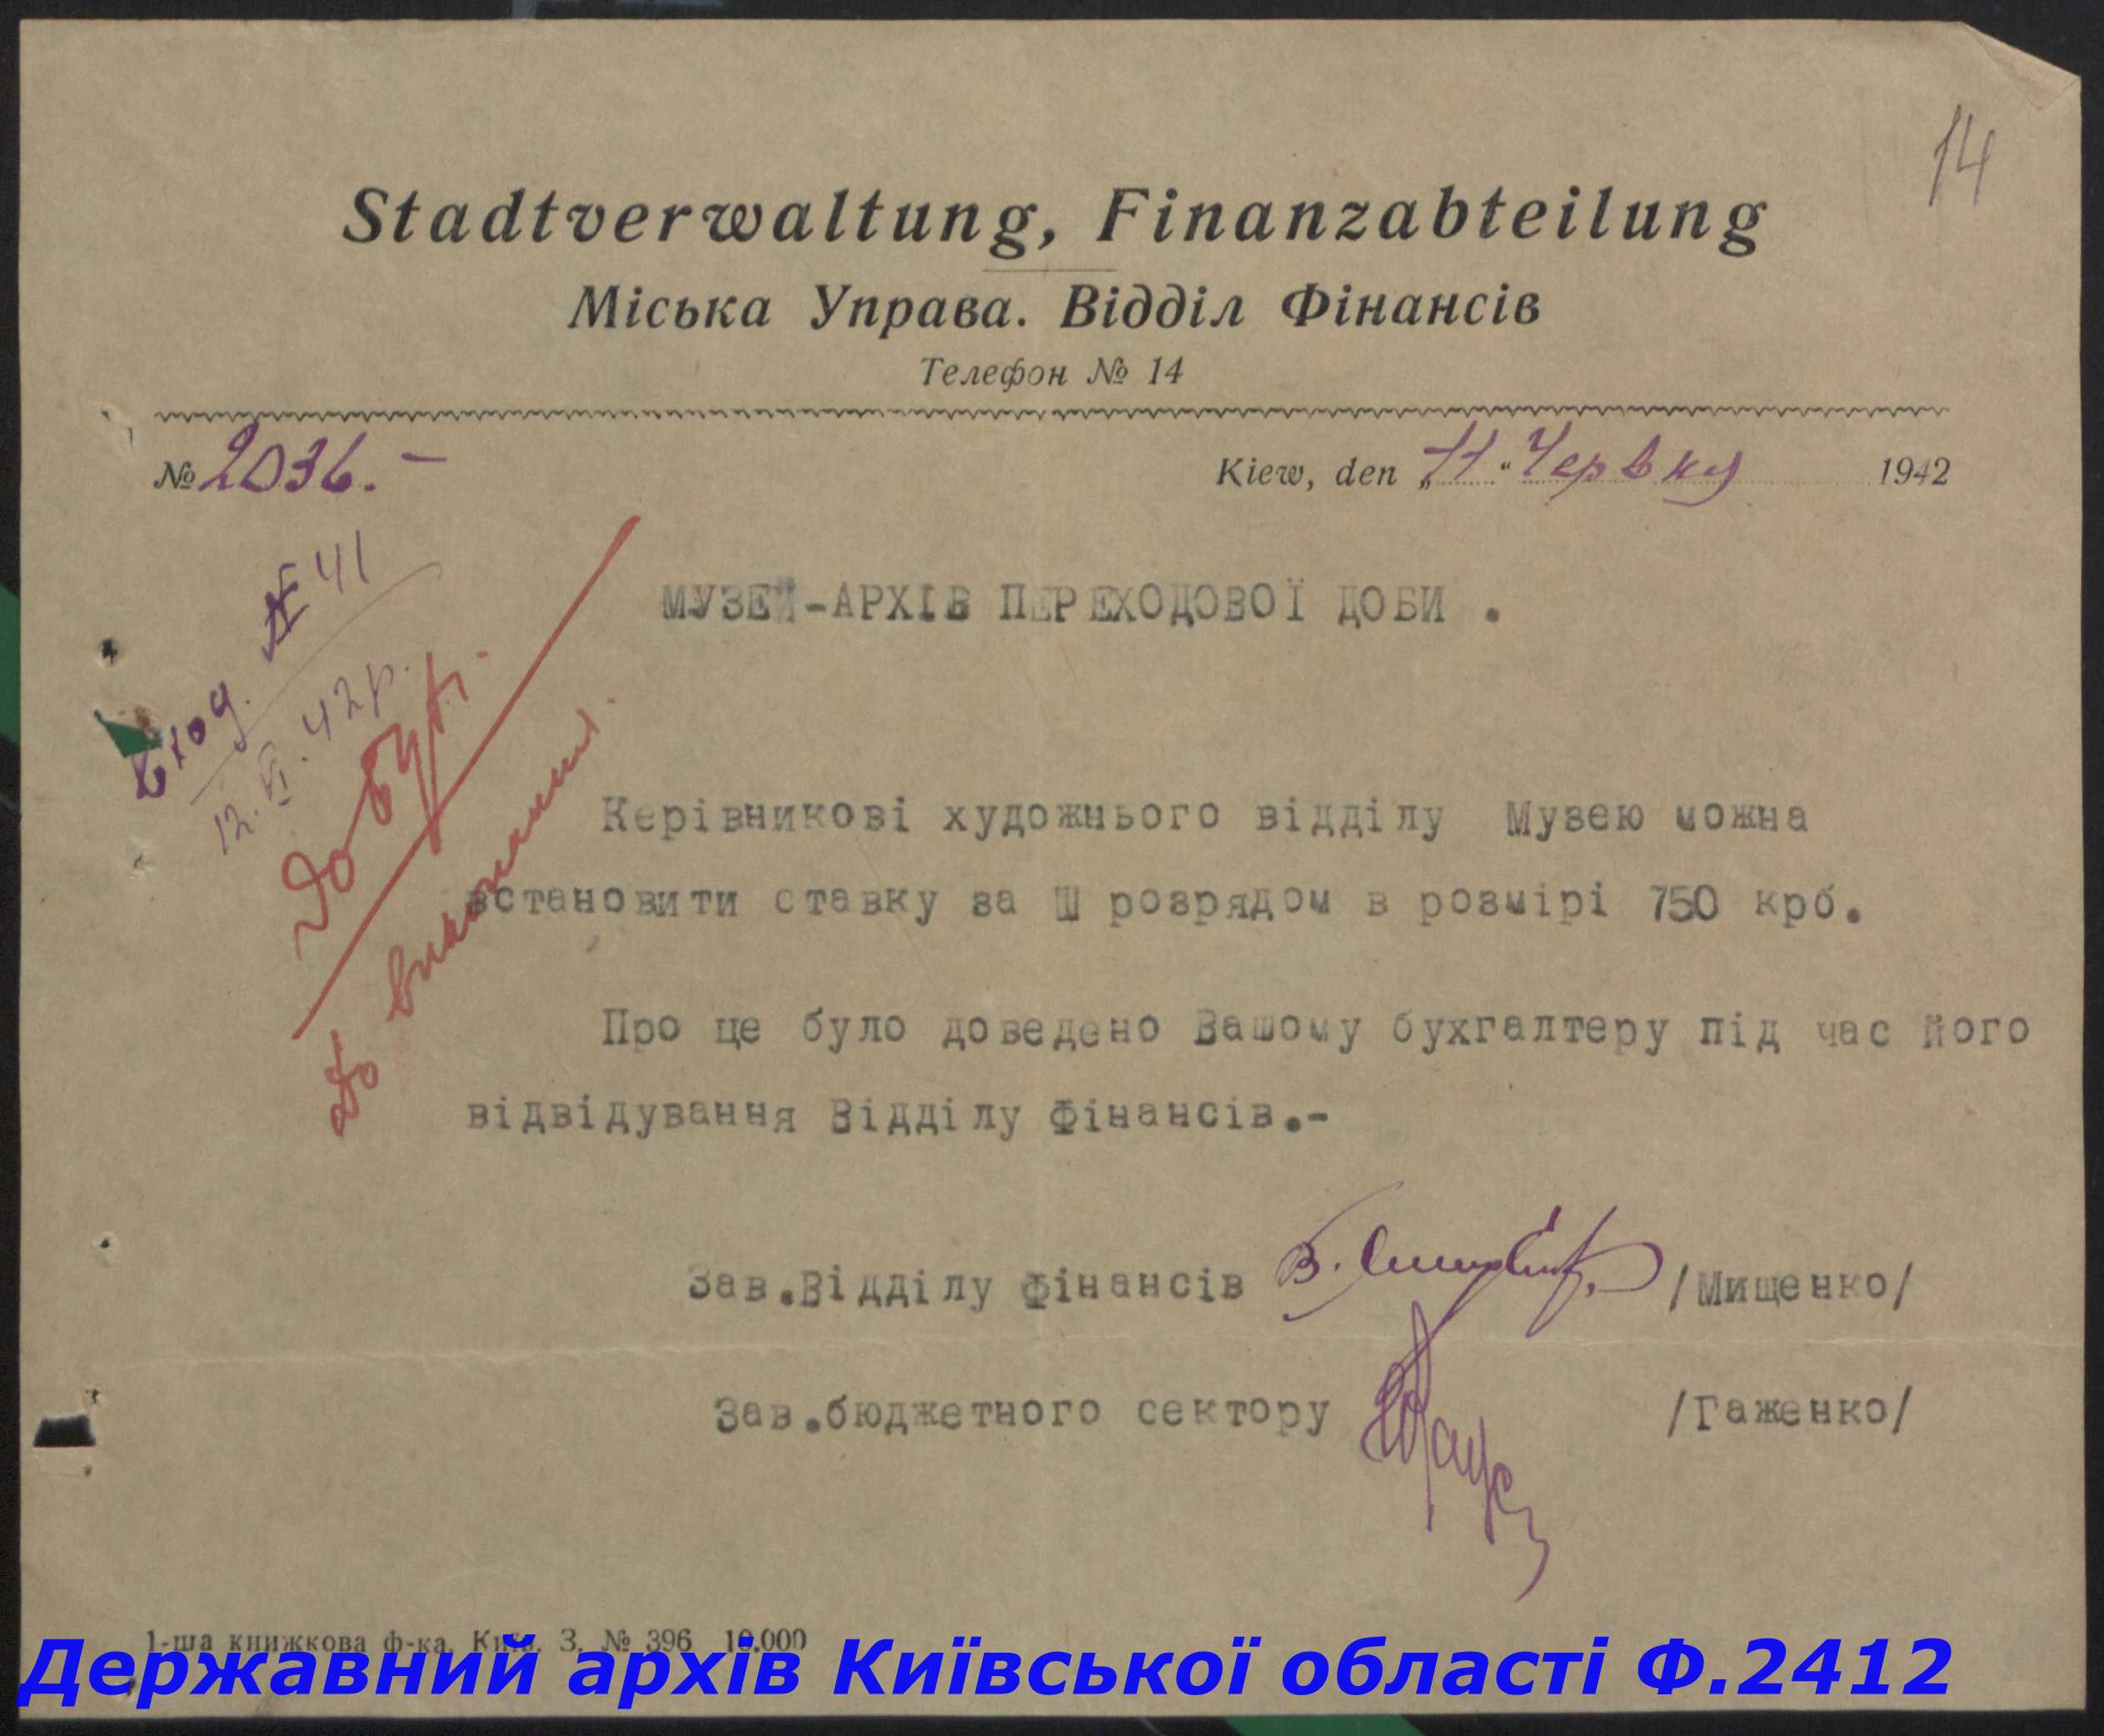 14
Stadtverwaltung, Finanzabteilung
Міська Управа. Відділ Фінансів
Телефон № 14
№ 2036.–
Kiew, den „11“ Червня 1942
Вход. № 41
12.VI.42р.
До бухг.
До виконання.
МУЗЕЙ-АРХІВ ПЕРЕХОДОВОЇ ДОБИ .
Керівникові художнього відділу Музею можна
встановити ставку за Ш розрядом в розмірі 750 крб.
Про це було доведено Вашому бухгалтеру під час його
відвідування Відділу Фінансів.-
Зав.Відділу Фінансів /Мищенко/
Зав.бюджетного сектору /Гаженко/
1-ша книжкова ф-ка, Київ. З. № 396 10.000
Державний архів Київської області Ф.2412